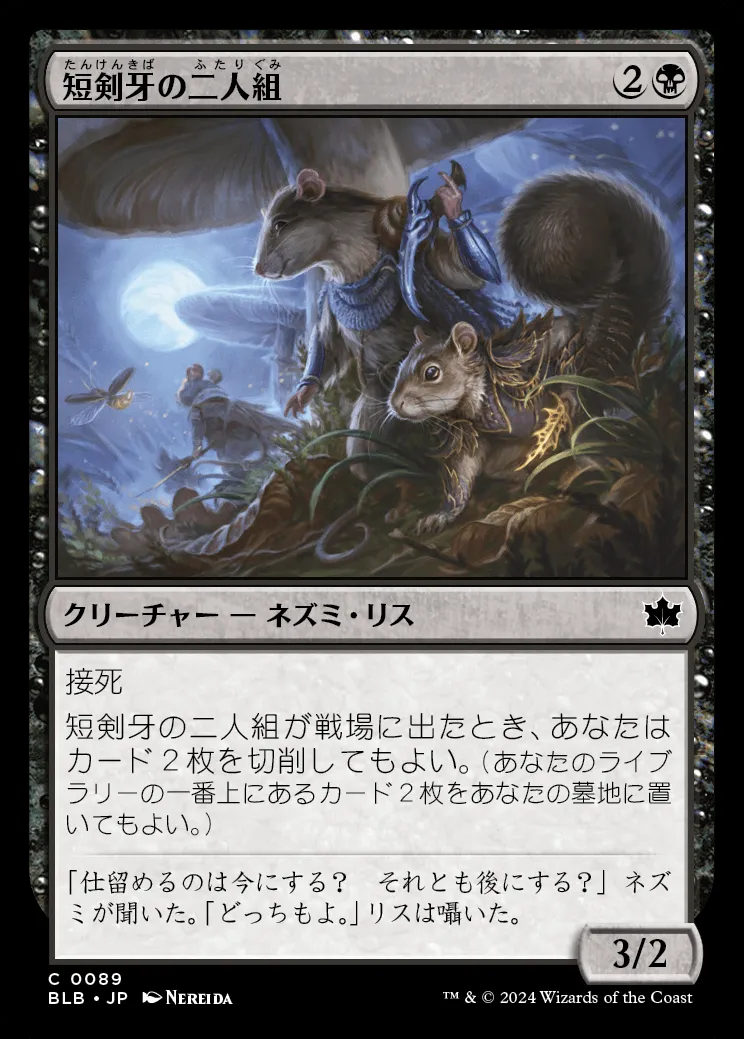 たんけんきば ふたりぐみ
短剣牙の二人組 2
クリーチャー — ネズミ・リス
接死
短剣牙の二人組が戦場に出たとき、あなたは
カード２枚を切削してもよい。（あなたのライブ
ラリーの一番上にあるカード２枚をあなたの墓地に置
いてもよい。）
「仕留めるのは今にする？　それとも後にする？」ネズ
ミが聞いた。「どっちもよ。」リスは囁いた。
3/2
C 0089
BLB • JP NEREIDA
™ & © 2024 Wizards of the Coast